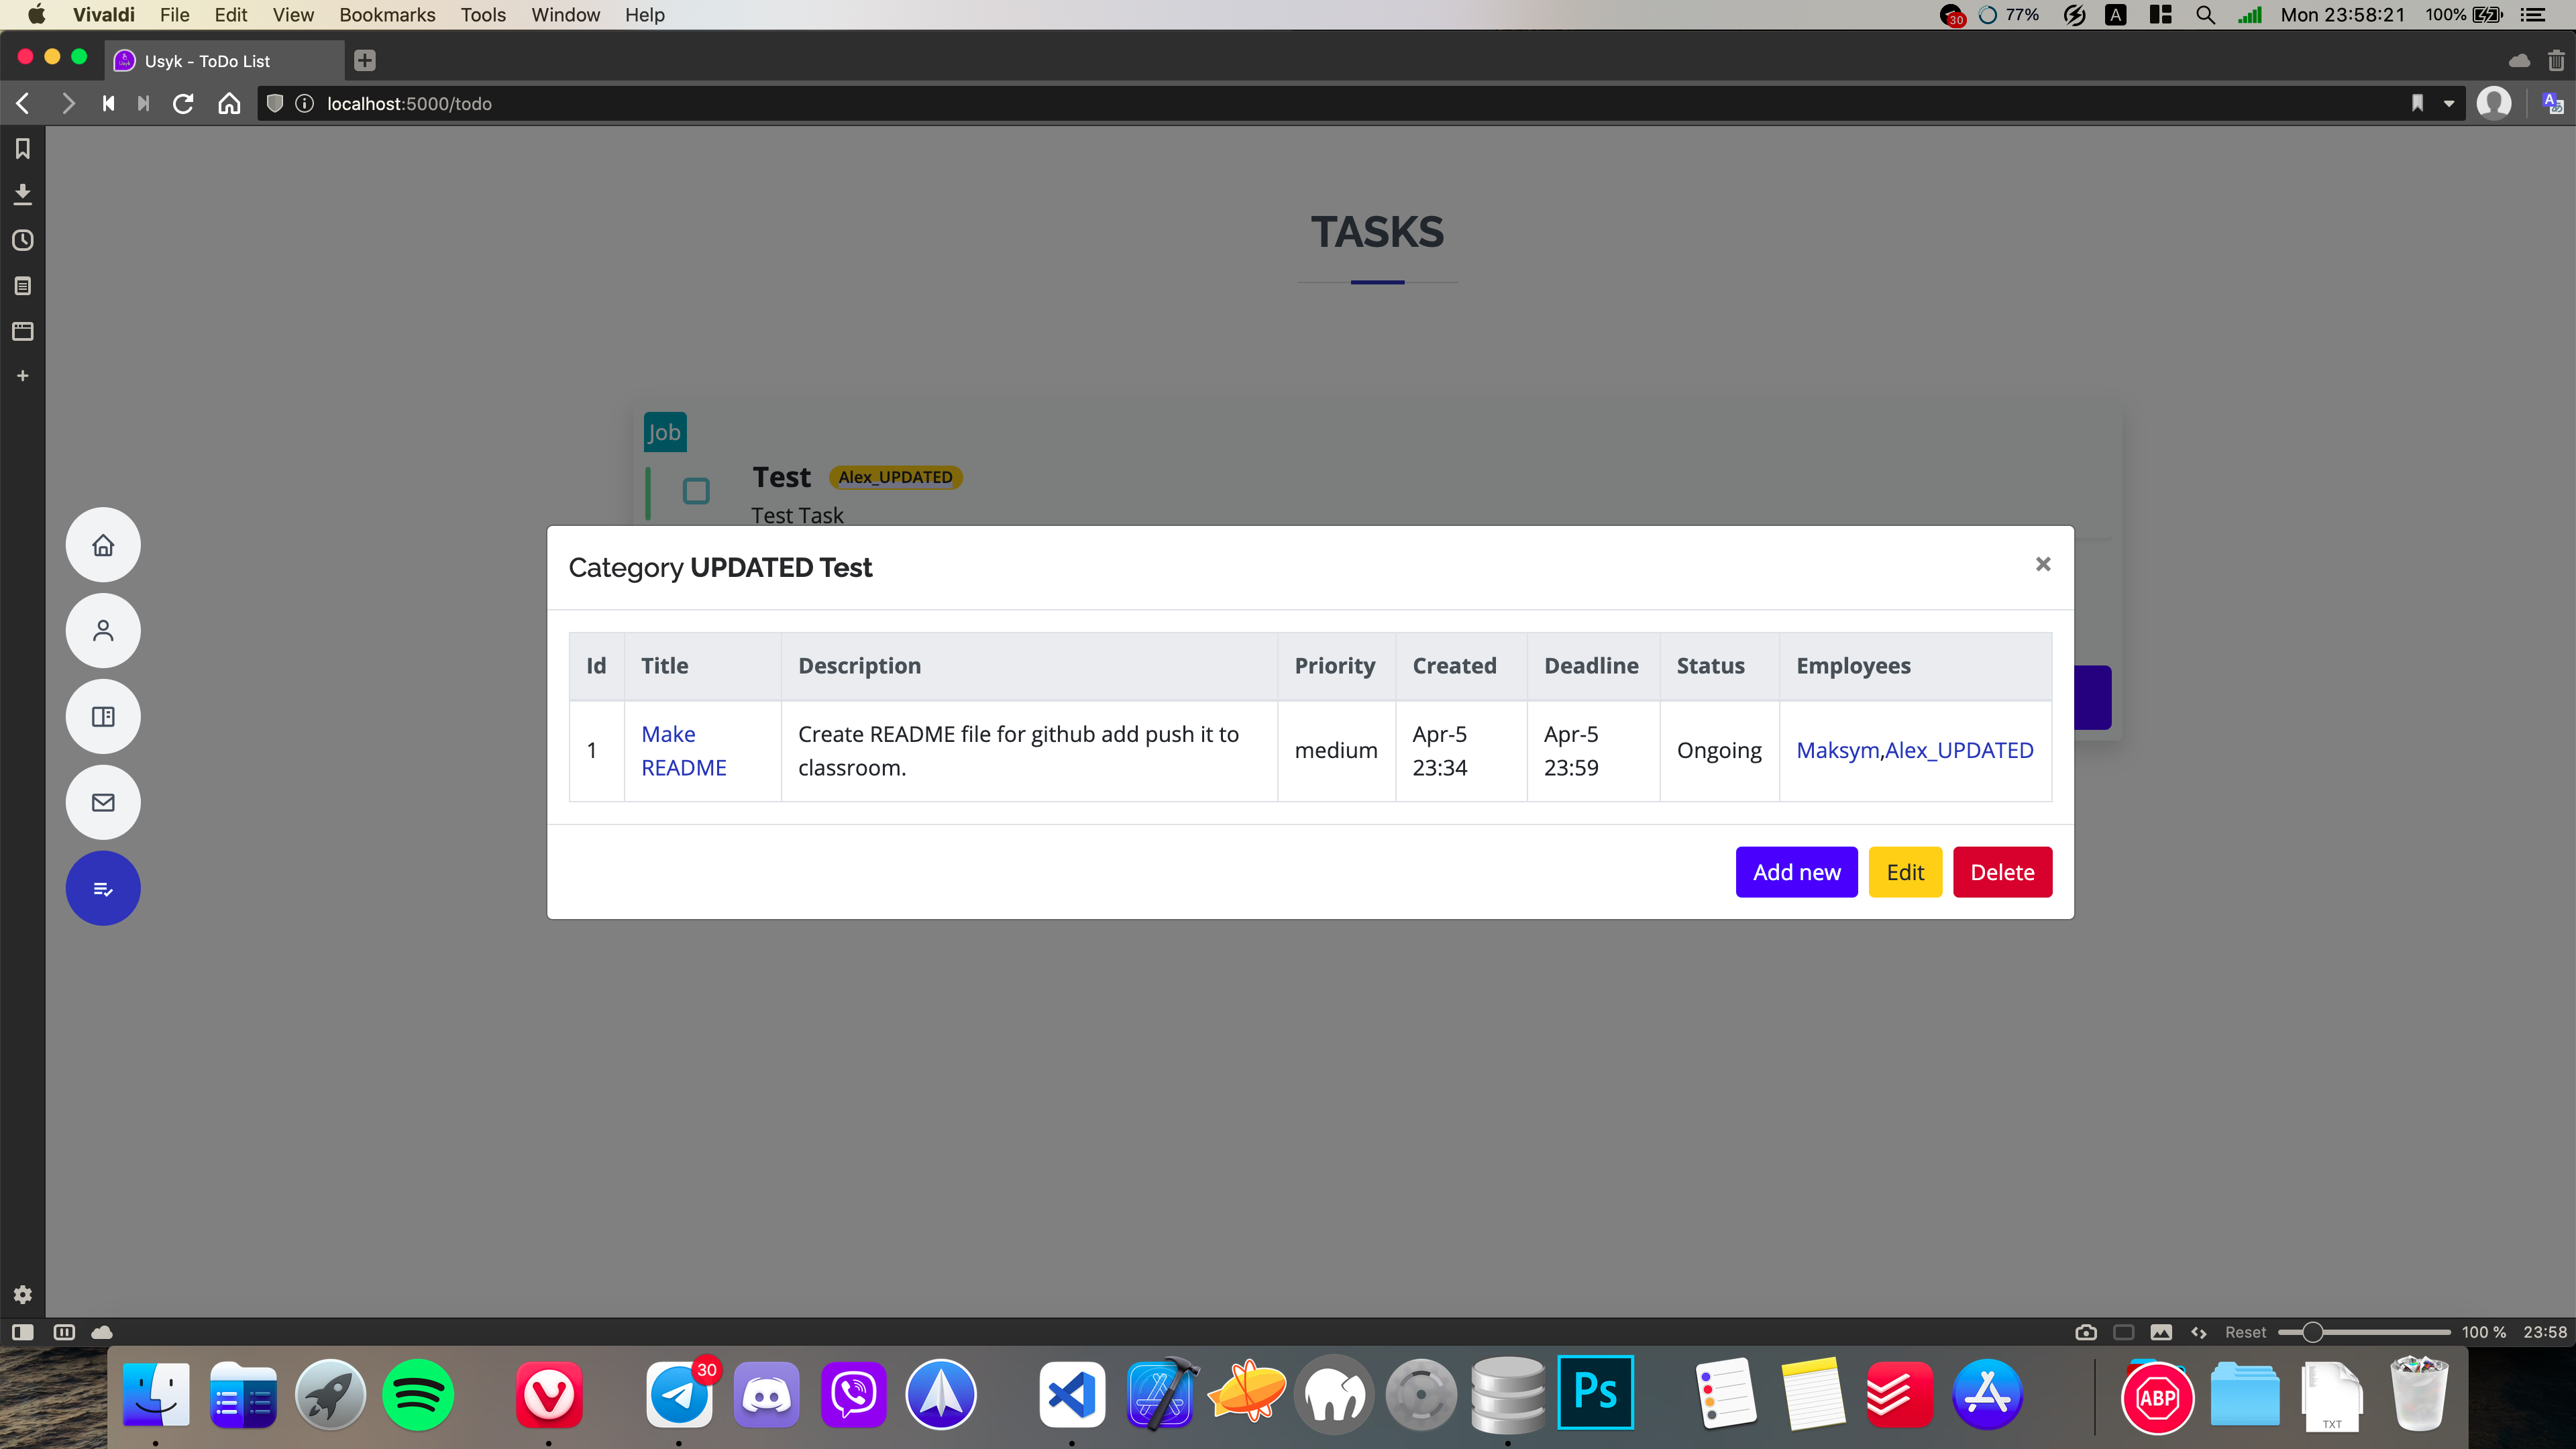 Vivaldi File Edit View Bookmarks Tools Window Help 30 77% A Mon 23:58:21 100%
Usyk - ToDo List
localhost:5000/todo
TASKS
Job
Test Alex_UPDATED
Test Task
Category UPDATED Test ×
Id Title Description Priority Created Deadline Status Employees
1 Make README Create README file for github add push it to classroom. medium Apr-5 23:34 Apr-5 23:59 Ongoing Maksym,Alex_UPDATED
Add new Edit Delete
Reset 100 % 23:58
30
Ps
ABP
TXT